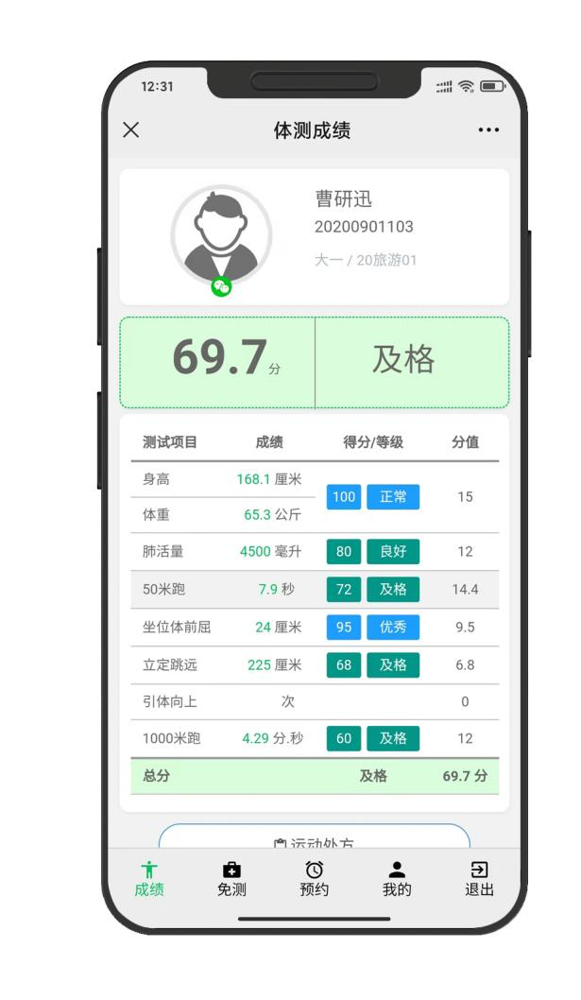 12:31
体测成绩
曹研迅
20200901103
大一 / 20旅游01
69.7 分 及格
测试项目 成绩 得分/等级 分值
身高 168.1 厘米
100 正常 15
体重 65.3 公斤
肺活量 4500 毫升 80 良好 12
50米跑 7.9 秒 72 及格 14.4
坐位体前屈 24 厘米 95 优秀 9.5
立定跳远 225 厘米 68 及格 6.8
引体向上 次 0
1000米跑 4.29 分.秒 60 及格 12
总分 及格 69.7 分
运动处方
成绩 免测 预约 我的 退出